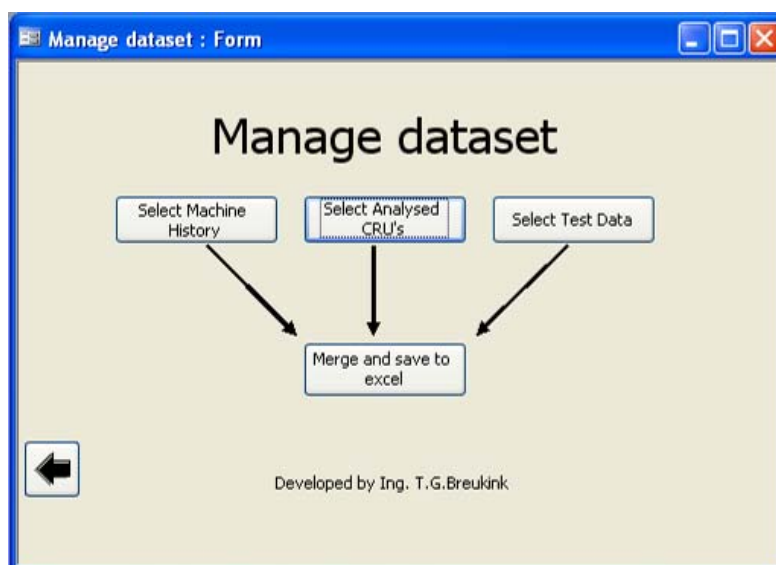 Manage dataset : Form
Manage dataset
Select Machine
History
Select Analysed
CRU's
Select Test Data
Merge and save to
excel
Developed by Ing. T.G.Breukink